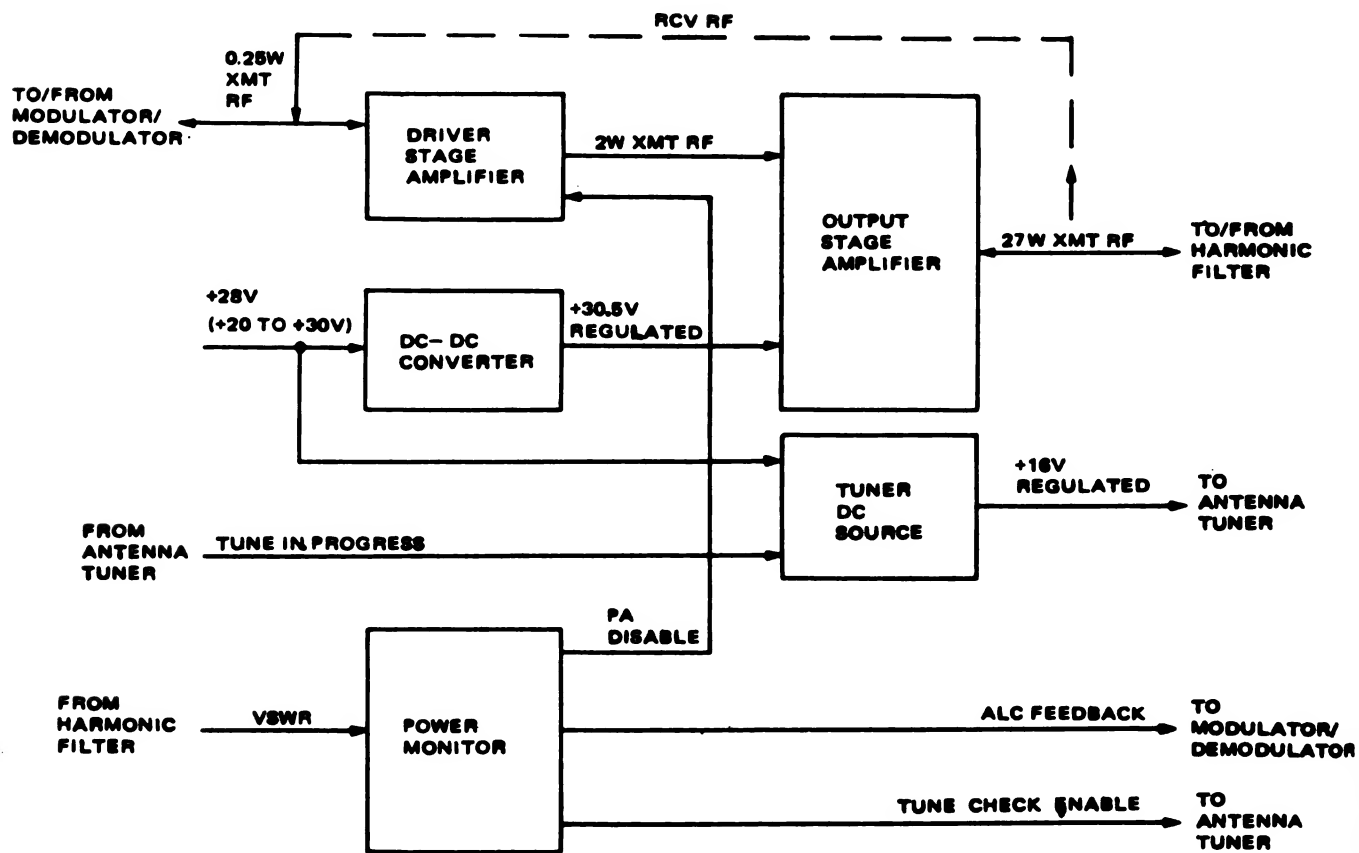 RCV RF
0.25W
XMT
RF
TO/FROM
MODULATOR/
DEMODULATOR
DRIVER
STAGE
AMPLIFIER
2W XMT RF
OUTPUT
STAGE
AMPLIFIER
27W XMT RF
TO/FROM
HARMONIC
FILTER
+28V
(+20 TO +30V)
DC-DC
CONVERTER
+30.5V
REGULATED
TUNER
DC
SOURCE
+16V
REGULATED
TO
ANTENNA
TUNER
FROM
ANTENNA
TUNER
TUNE IN PROGRESS
PA
DISABLE
FROM
HARMONIC
FILTER
VSWR
POWER
MONITOR
ALC FEEDBACK
TO
MODULATOR/
DEMODULATOR
TUNE CHECK ENABLE
TO
ANTENNA
TUNER